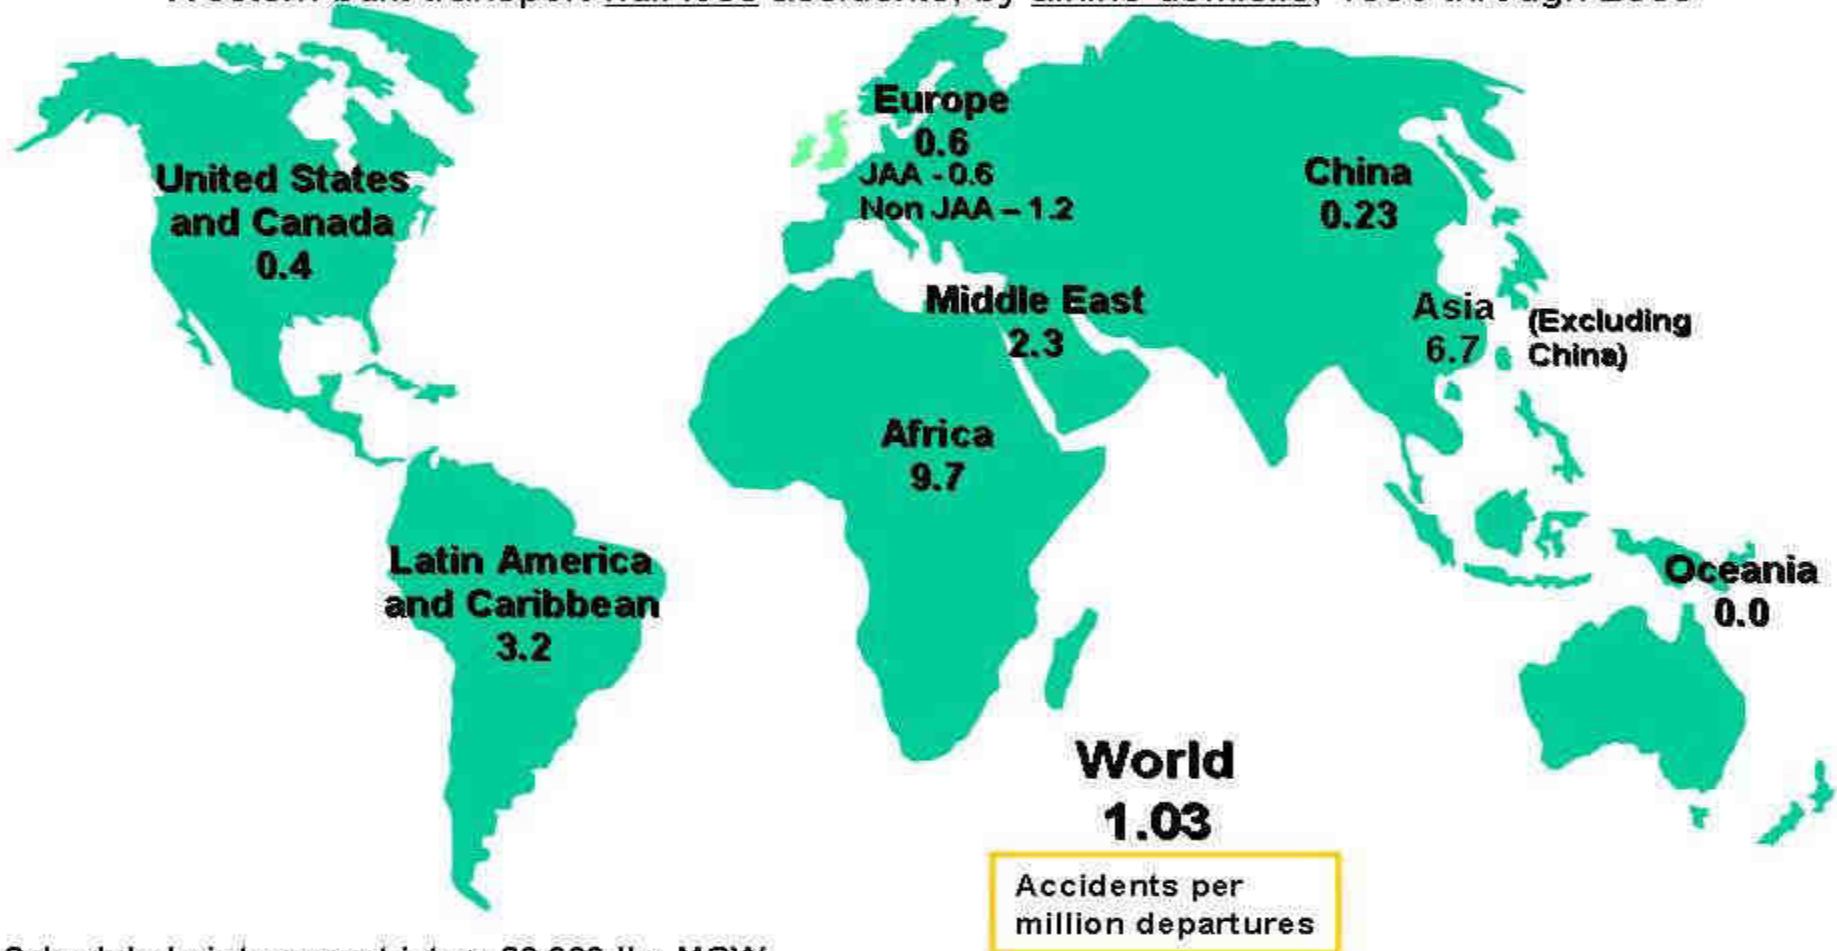 United States
and Canada
0.4
Europe
0.6
JAA - 0.6
Non JAA – 1.2
China
0.23
Middle East
2.3
Asia
6.7
(Excluding
China)
Africa
9.7
Latin America
and Caribbean
3.2
Oceania
0.0
World
1.03
Accidents per
million departures